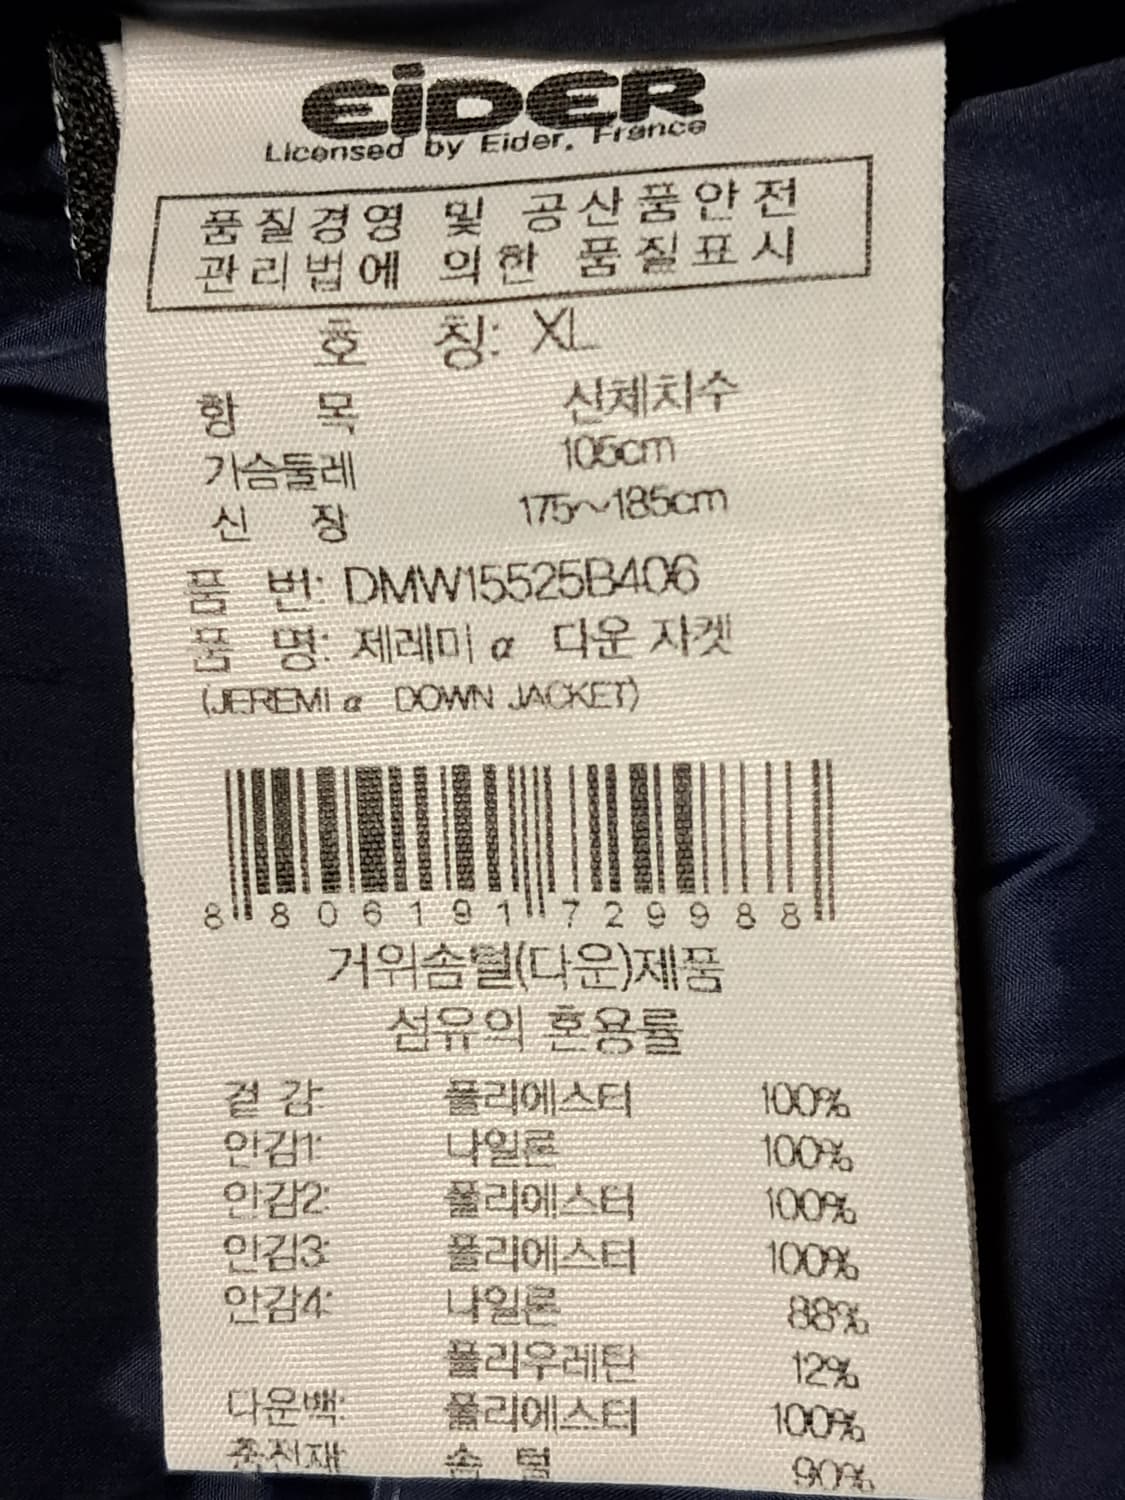 EiDER
Licensed by Eider, France
품질경영 및 공산품안전
관리법에 의한 품질표시
호 칭: XL
항 목 신체치수
가슴둘레 105cm
신 장 175~185cm
품 번: DMW15525B406
품 명: 제레미 α 다운 자켓
(JEREMI α DOWN JACKET)
8 806191 729988
거위솜털(다운)제품
섬유의 혼용률
겉 감: 폴리에스터 100%
안감1: 나일론 100%
안감2: 폴리에스터 100%
안감3: 폴리에스터 100%
안감4: 나일론 88%
폴리우레탄 12%
다운백: 폴리에스터 100%
충전재 솜 털 90%